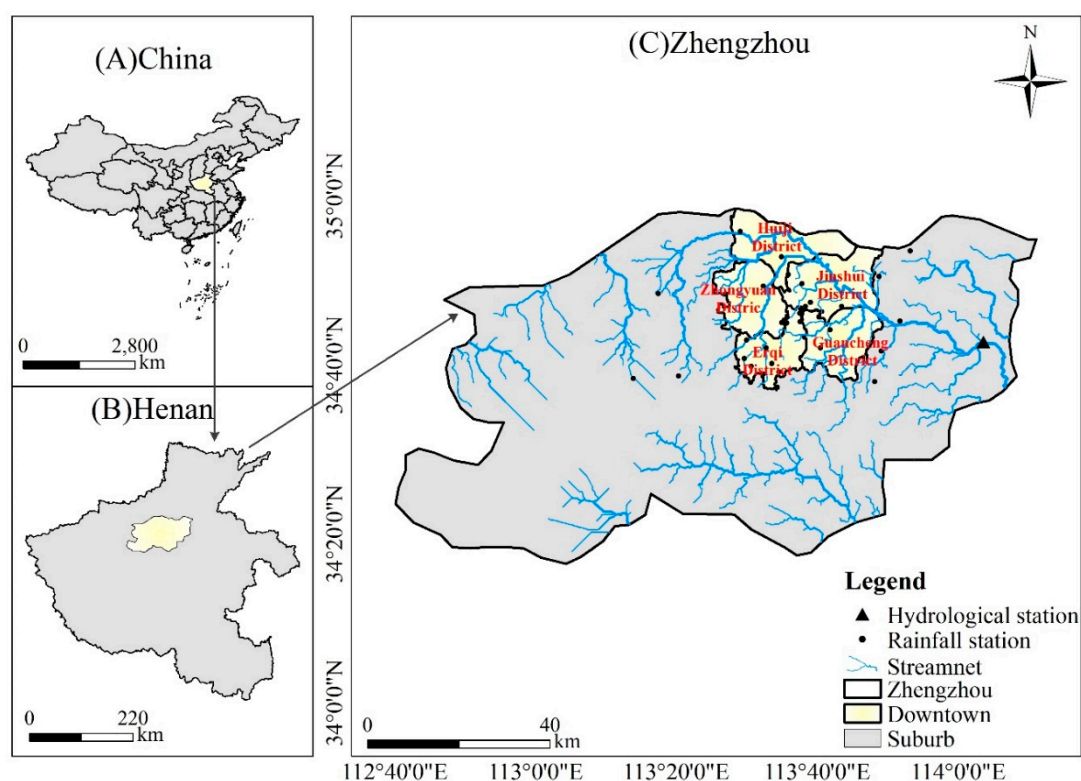 (A)China
0 2,800
km
(B)Henan
0 220
km
(C)Zhengzhou
N
35°0'0"N
34°40'0"N
34°20'0"N
34°0'0"N
Huiji
District
Jinshui
District
Zhongyuan
Distric
Guancheng
District
Erqi
District
Legend
Hydrological station
Rainfall station
Streamnet
Zhengzhou
Downtown
Suburb
0 40
km
112°40'0"E 113°0'0"E 113°20'0"E 113°40'0"E 114°0'0"E